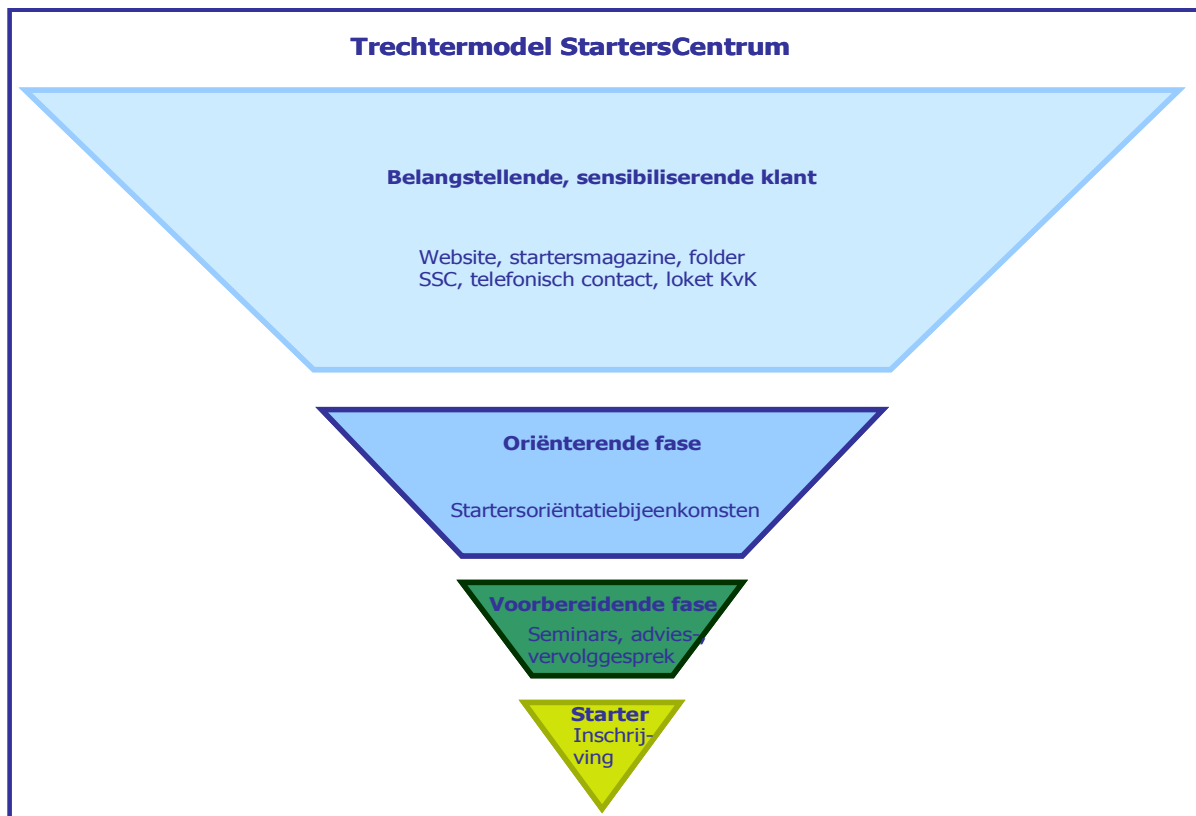 Trechtermodel StartersCentrum
Belangstellende, sensibiliserende klant
Website, startersmagazine, folder
SSC, telefonisch contact, loket KvK
Oriënterende fase
Startersoriëntatiebijeenkomsten
Voorbereidende fase
Seminars, advies-,
vervolggesprek
Starter
Inschrij-
ving